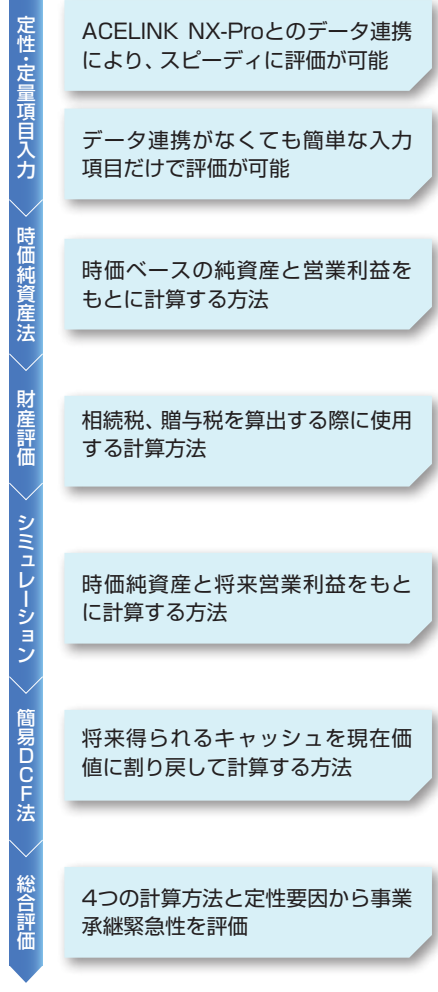 定性・定量項目入力
ACELINK NX-Proとのデータ連携
により、スピーディに評価が可能
データ連携がなくても簡単な入力
項目だけで評価が可能
時価純資産法
時価ベースの純資産と営業利益を
もとに計算する方法
財産評価
相続税、贈与税を算出する際に使用
する計算方法
シミュレーション
時価純資産と将来営業利益をもと
に計算する方法
簡易DCF法
将来得られるキャッシュを現在価
値に割り戻して計算する方法
総合評価
4つの計算方法と定性要因から事業
承継緊急性を評価